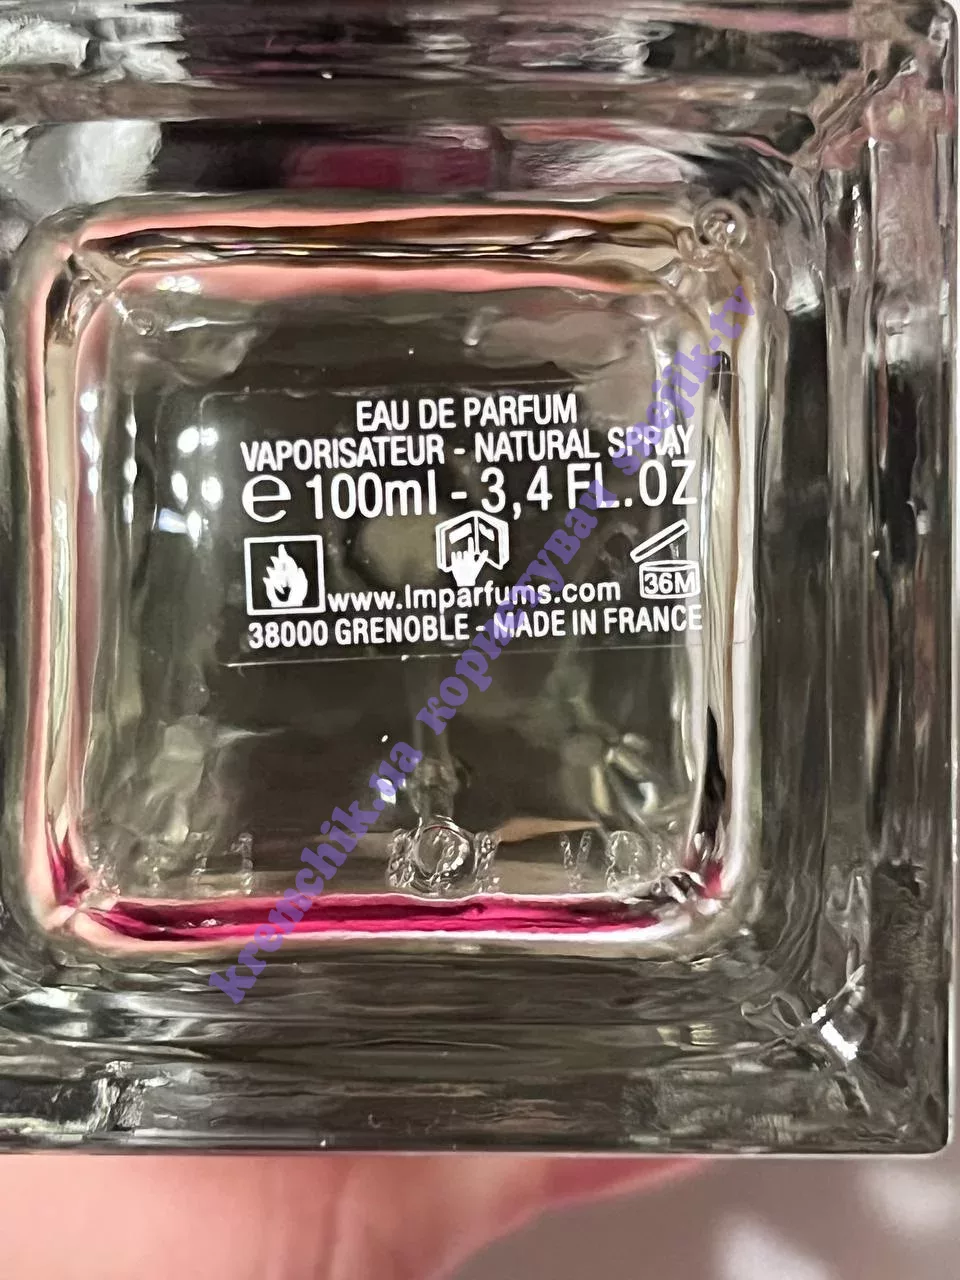 EAU DE PARFUM
VAPORISATEUR - NATURAL SPRAY
e 100ml - 3,4 FL.OZ
36M
www.lmparfums.com
38000 GRENOBLE - MADE IN FRANCE
kremchik.ua користувач shejk-tv